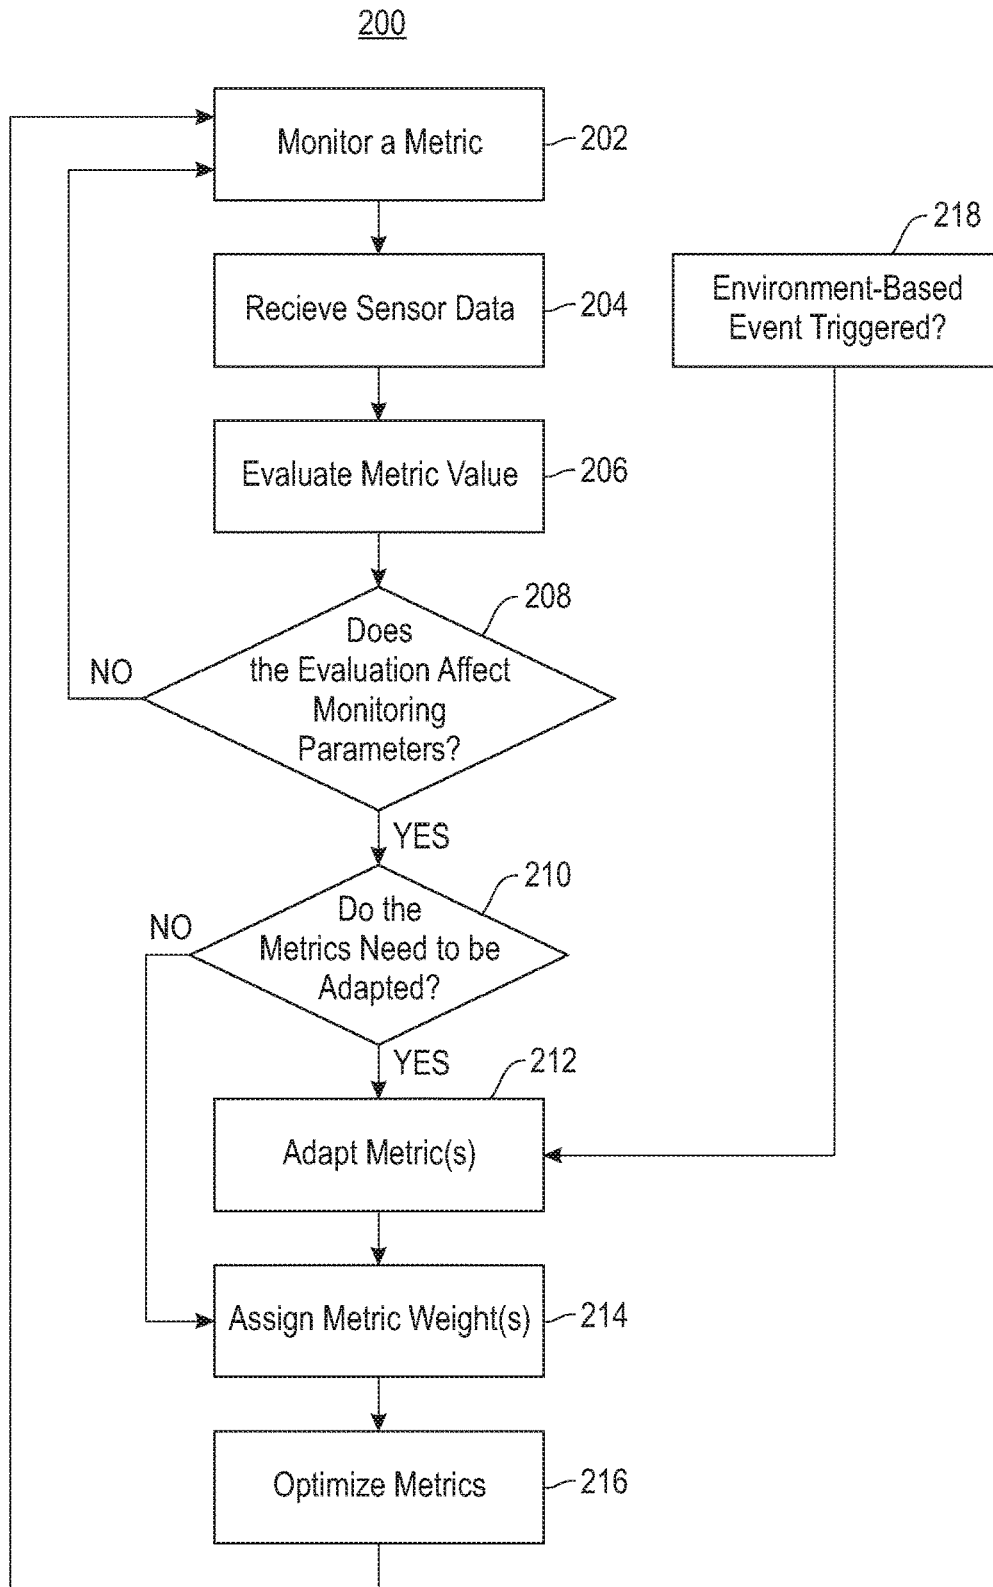 200
Monitor a Metric
202
218
Recieve Sensor Data
204
Environment-Based
Event Triggered?
Evaluate Metric Value
206
208
Does
the Evaluation Affect
Monitoring
Parameters?
NO
YES
210
NO
Do the
Metrics Need to be
Adapted?
YES
212
Adapt Metric(s)
Assign Metric Weight(s)
214
Optimize Metrics
216